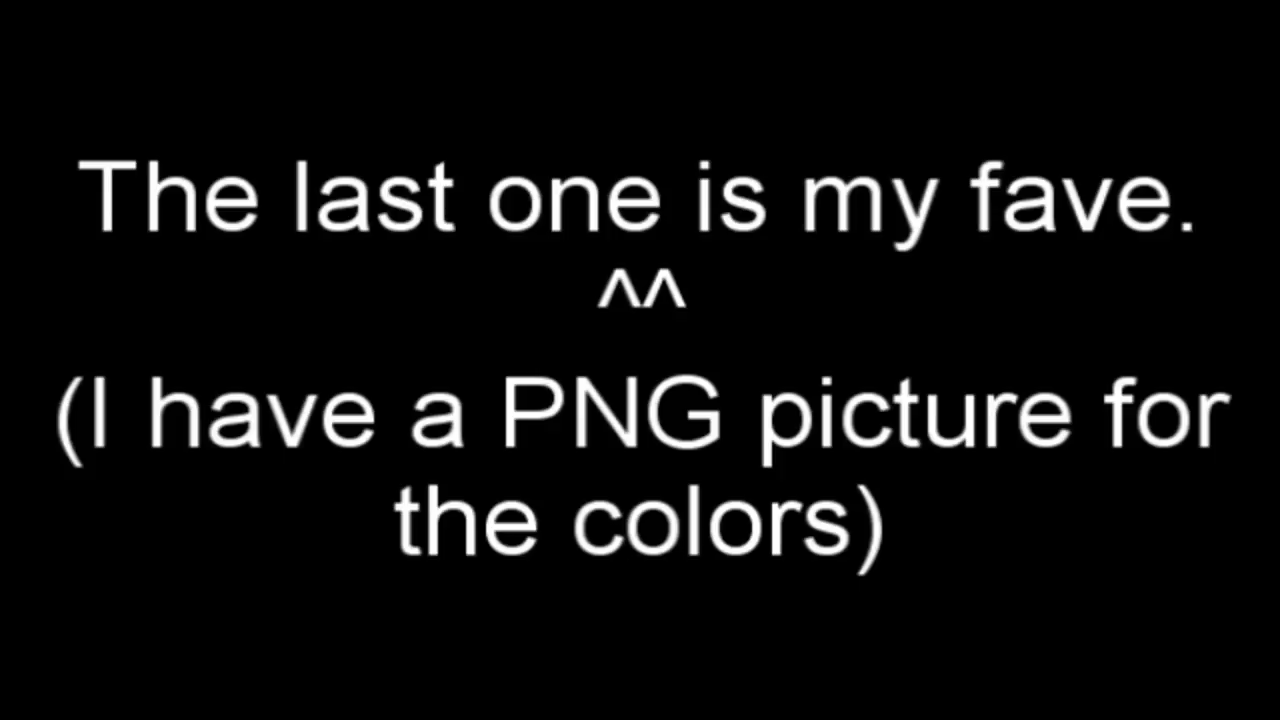 The last one is my fave.
^^
(I have a PNG picture for
the colors)